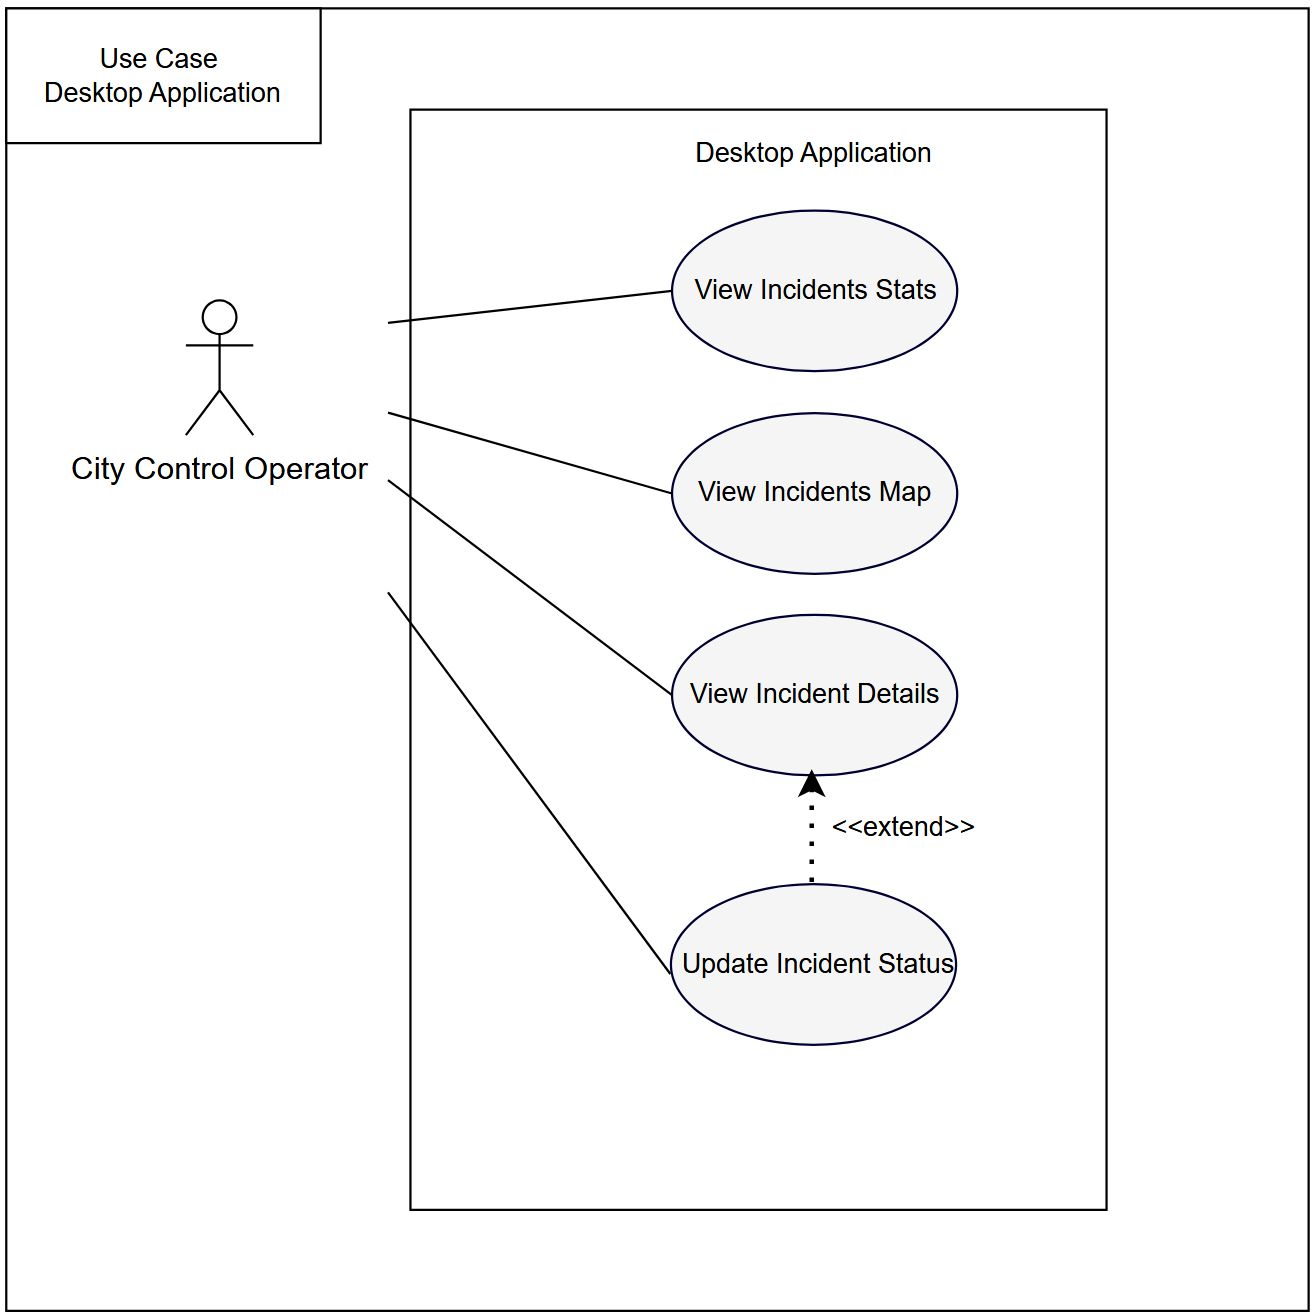 Use Case
Desktop Application
Desktop Application
View Incidents Stats
City Control Operator
View Incidents Map
View Incident Details
<<extend>>
Update Incident Status